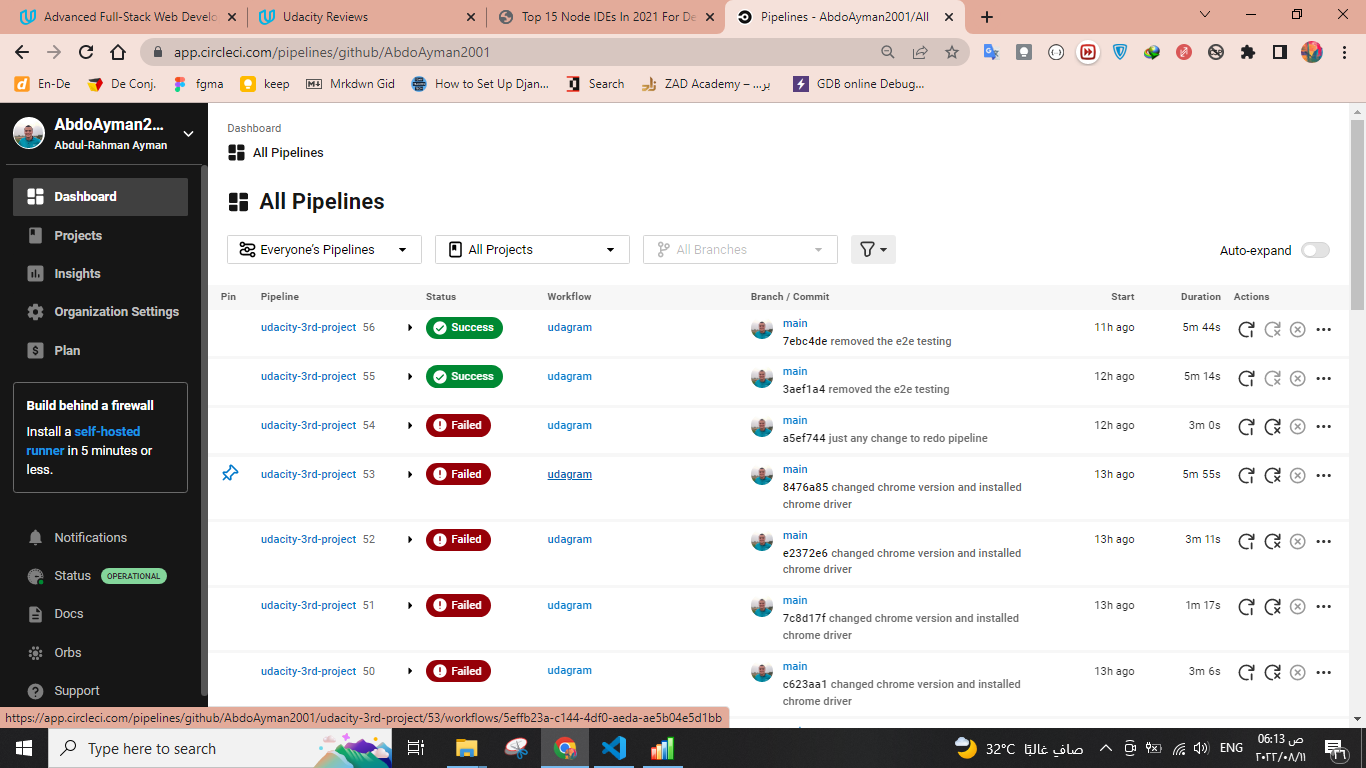 Advanced Full-Stack Web Develo
Udacity Reviews
Top 15 Node IDEs In 2021 For De
Pipelines - AbdoAyman2001/All
app.circleci.com/pipelines/github/AbdoAyman2001
En-De
De Conj.
fgma
keep
Mrkdwn Gid
How to Set Up Djan...
Search
ZAD Academy – ...بر
GDB online Debug...
AbdoAyman2...
Abdul-Rahman Ayman
Dashboard
Projects
Insights
Organization Settings
Plan
Build behind a firewall
Install a self-hosted
runner in 5 minutes or
less.
Notifications
Status OPERATIONAL
Docs
Orbs
Support
Dashboard
All Pipelines
All Pipelines
Everyone's Pipelines
All Projects
All Branches
Auto-expand
Pin Pipeline Status Workflow Branch / Commit Start Duration Actions
udacity-3rd-project 56 Success udagram main 11h ago 5m 44s
7ebc4de removed the e2e testing
udacity-3rd-project 55 Success udagram main 12h ago 5m 14s
3aef1a4 removed the e2e testing
udacity-3rd-project 54 Failed udagram main 12h ago 3m 0s
a5ef744 just any change to redo pipeline
udacity-3rd-project 53 Failed udagram main 13h ago 5m 55s
8476a85 changed chrome version and installed
chrome driver
udacity-3rd-project 52 Failed udagram main 13h ago 3m 11s
e2372e6 changed chrome version and installed
chrome driver
udacity-3rd-project 51 Failed udagram main 13h ago 1m 17s
7c8d17f changed chrome version and installed
chrome driver
udacity-3rd-project 50 Failed udagram main 13h ago 3m 6s
c623aa1 changed chrome version and installed
chrome driver
https://app.circleci.com/pipelines/github/AbdoAyman2001/udacity-3rd-project/53/workflows/5effb23a-c144-4df0-aeda-ae5b04e5d1bb
Type here to search
32°C صافٍ غالبًا
ENG
06:13 ص
٢٠٢٢/٠٨/١١